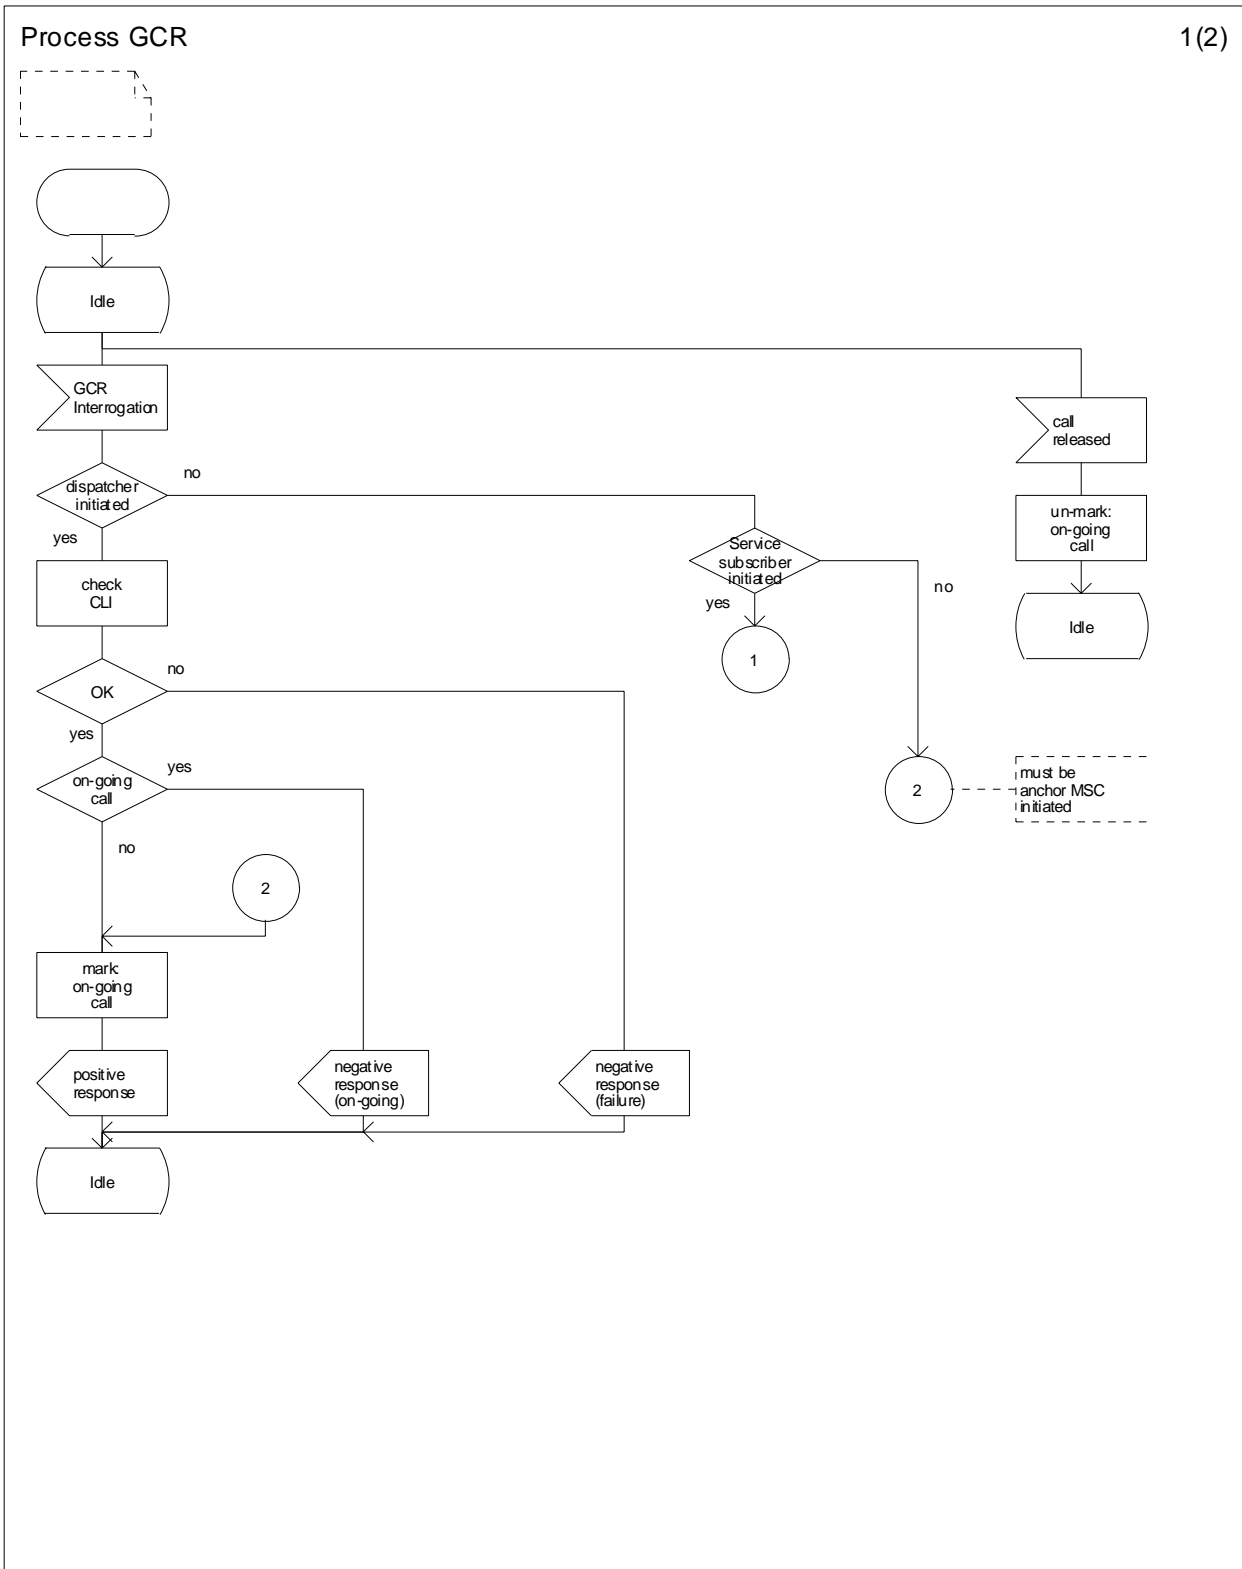 Process GCR
1(2)
Idle
GCR
Interrogation
call
released
dispatcher
initiated
no
yes
un-mark:
on-going
call
Service
subscriber
initiated
no
yes
check
CLI
Idle
1
OK
no
yes
on-going
call
yes
no
2
must be
anchor MSC
initiated
2
mark:
on-going
call
positive
response
negative
response
(on-going)
negative
response
(failure)
Idle